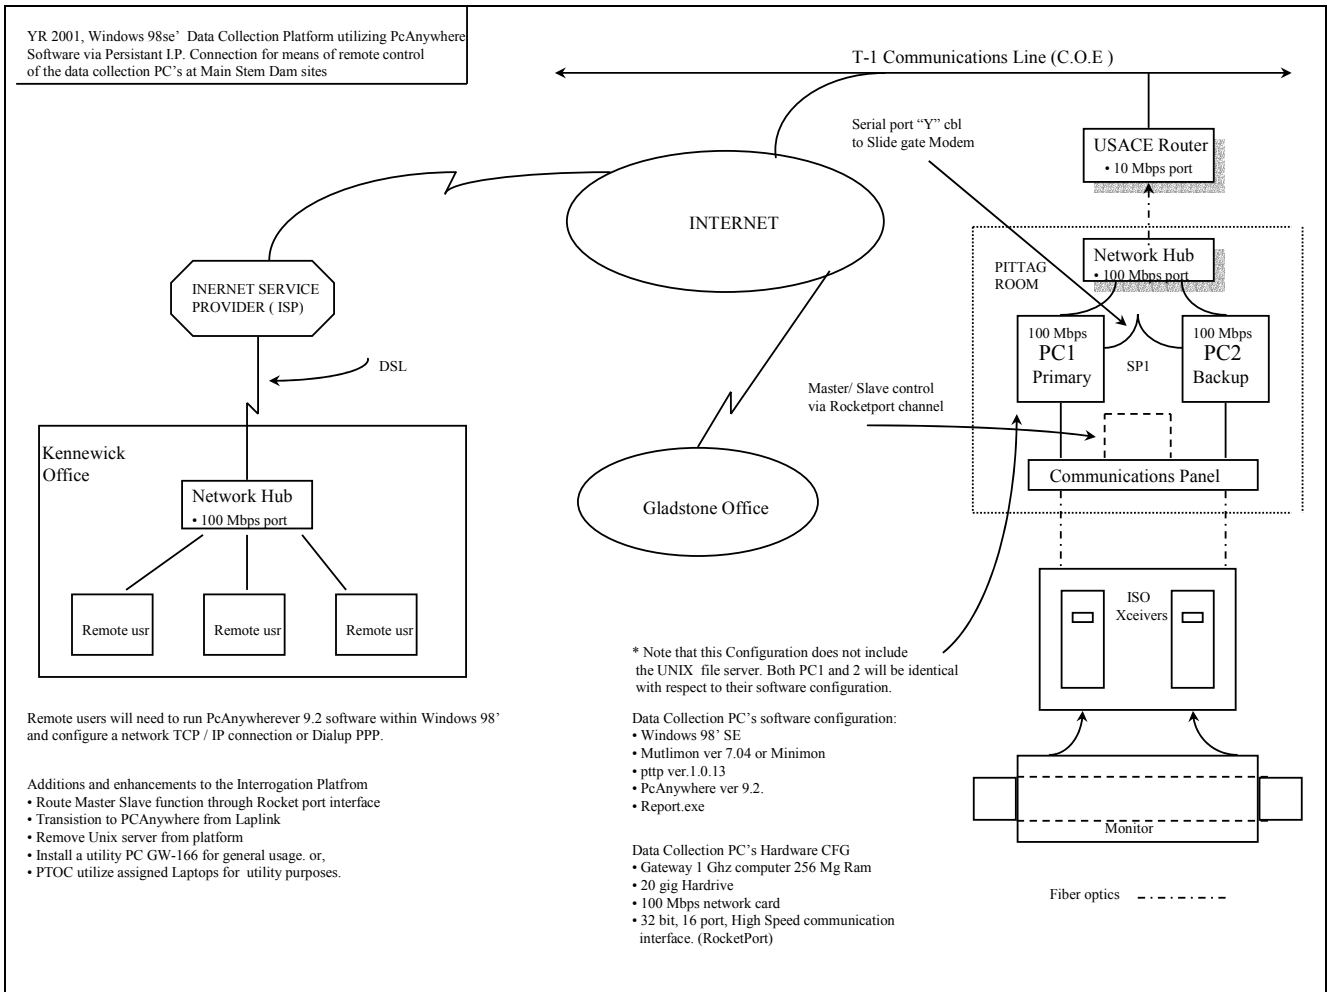 YR 2001, Windows 98se’ Data Collection Platform utilizing PcAnywhere
Software via Persistant I.P. Connection for means of remote control
of the data collection PC's at Main Stem Dam sites
T-1 Communications Line (C.O.E )
Serial port “Y” cbl
to Slide gate Modem
USACE Router
• 10 Mbps port
INTERNET
Network Hub
• 100 Mbps port
PITTAG
ROOM
INERNET SERVICE
PROVIDER ( ISP)
100 Mbps
PC1
Primary
SP1
100 Mbps
PC2
Backup
DSL
Master/ Slave control
via Rocketport channel
Kennewick
Office
Communications Panel
Network Hub
• 100 Mbps port
Gladstone Office
Remote usr
Remote usr
Remote usr
ISO
Xceivers
* Note that this Configuration does not include
the UNIX file server. Both PC1 and 2 will be identical
with respect to their software configuration.
Remote users will need to run PcAnywherever 9.2 software within Windows 98’
and configure a network TCP / IP connection or Dialup PPP.
Data Collection PC's software configuration:
• Windows 98’ SE
• Mutlimon ver 7.04 or Minimon
• pttp ver.1.0.13
• PcAnywhere ver 9.2.
• Report.exe
Additions and enhancements to the Interrogation Platfrom
• Route Master Slave function through Rocket port interface
• Transistion to PCAnywhere from Laplink
• Remove Unix server from platform
• Install a utility PC GW-166 for general usage. or,
• PTOC utilize assigned Laptops for utility purposes.
Monitor
Data Collection PC's Hardware CFG
• Gateway 1 Ghz computer 256 Mg Ram
• 20 gig Hardrive
• 100 Mbps network card
• 32 bit, 16 port, High Speed communication
interface. (RocketPort)
Fiber optics